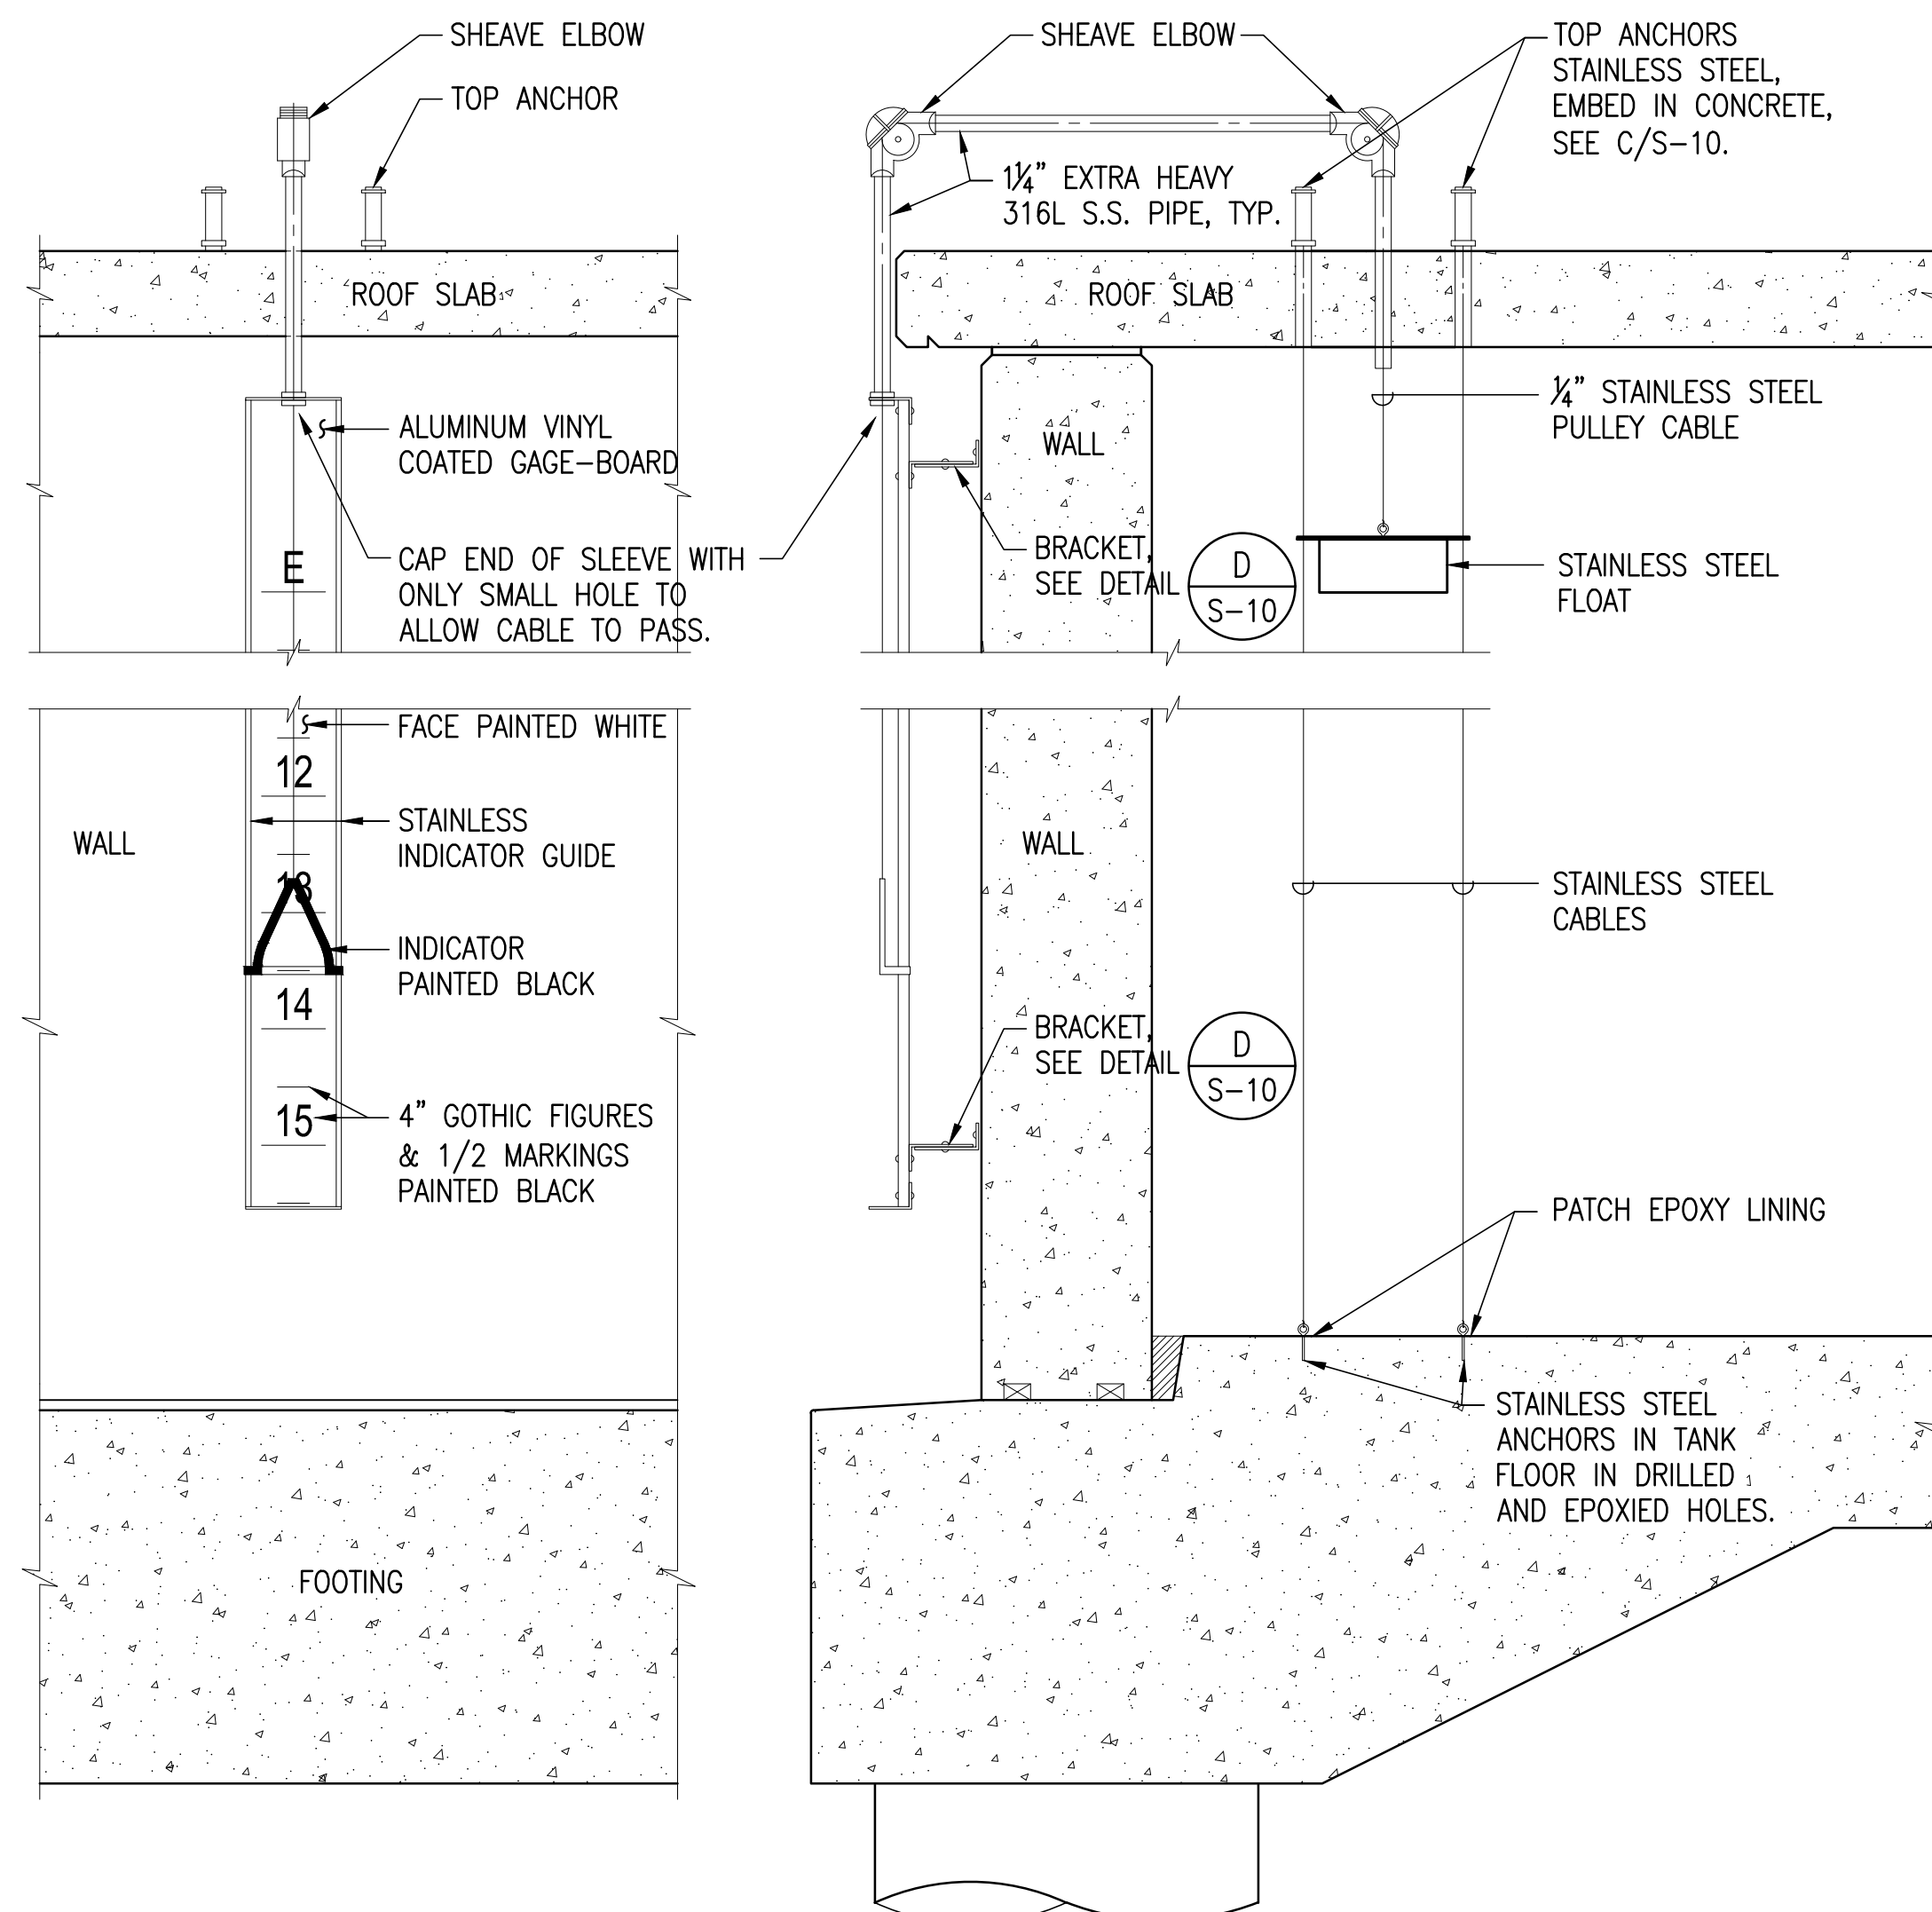 SHEAVE ELBOW
TOP ANCHOR
ROOF SLAB
ALUMINUM VINYL
COATED GAGE-BOARD
E
CAP END OF SLEEVE WITH
ONLY SMALL HOLE TO
ALLOW CABLE TO PASS.
FACE PAINTED WHITE
12
WALL
STAINLESS
INDICATOR GUIDE
13
INDICATOR
PAINTED BLACK
14
15
4" GOTHIC FIGURES
& 1/2 MARKINGS
PAINTED BLACK
FOOTING
SHEAVE ELBOW
TOP ANCHORS
STAINLESS STEEL,
EMBED IN CONCRETE,
SEE C/S-10.
1¼" EXTRA HEAVY
316L S.S. PIPE, TYP.
ROOF SLAB
¼" STAINLESS STEEL
PULLEY CABLE
WALL
BRACKET,
SEE DETAIL
D
S-10
STAINLESS STEEL
FLOAT
WALL
STAINLESS STEEL
CABLES
BRACKET,
SEE DETAIL
D
S-10
PATCH EPOXY LINING
STAINLESS STEEL
ANCHORS IN TANK
FLOOR IN DRILLED
AND EPOXIED HOLES.